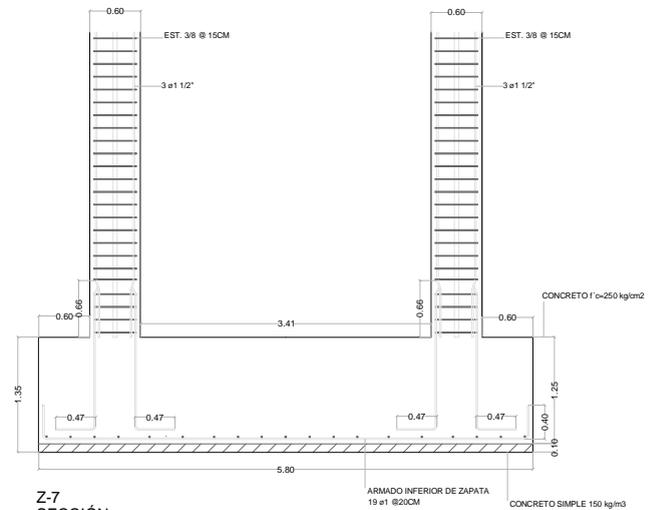 0.60
0.60
EST. 3/8 @ 15CM
EST. 3/8 @ 15CM
3 ø1 1/2"
3 ø1 1/2"
0.66
0.66
CONCRETO f´c=250 kg/cm2
0.60
3.41
0.60
1.35
1.25
0.47
0.47
0.47
0.47
0.40
0.10
5.80
Z-7
SECCIÓN
ARMADO INFERIOR DE ZAPATA
19 ø1 @20CM
CONCRETO SIMPLE 150 kg/m3